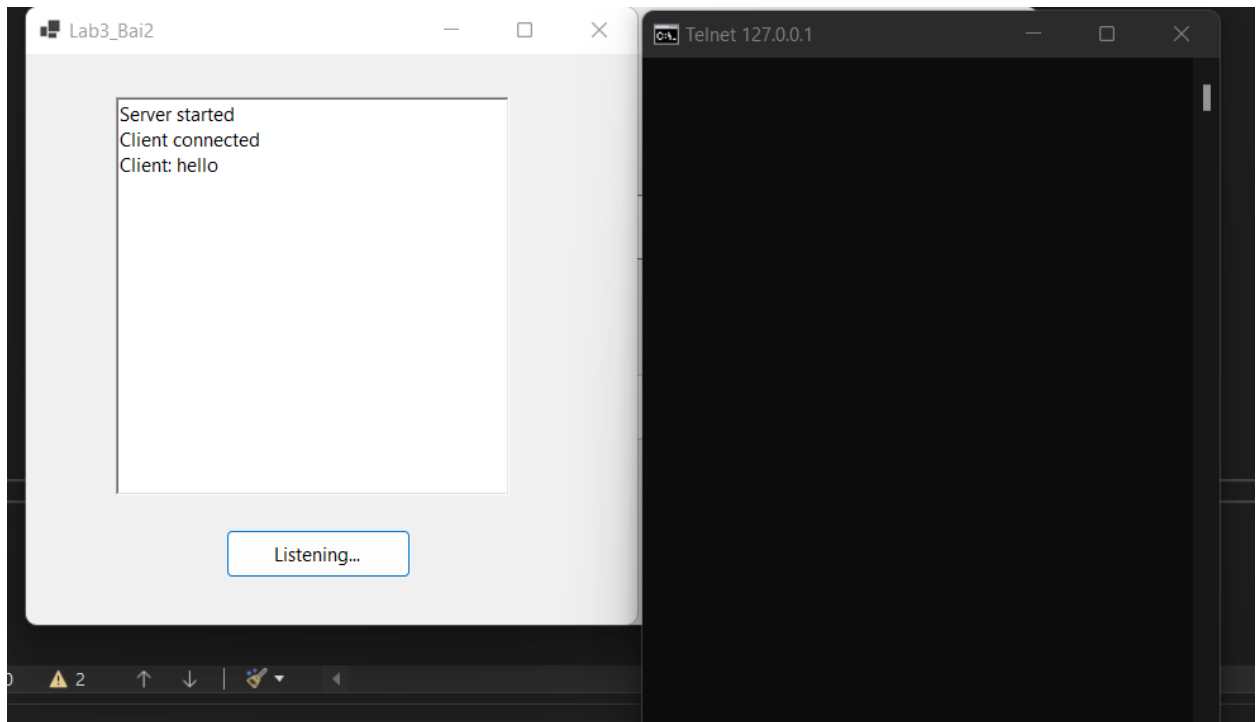 Lab3_Bai2
Server started
Client connected
Client: hello
Listening...
Telnet 127.0.0.1
2